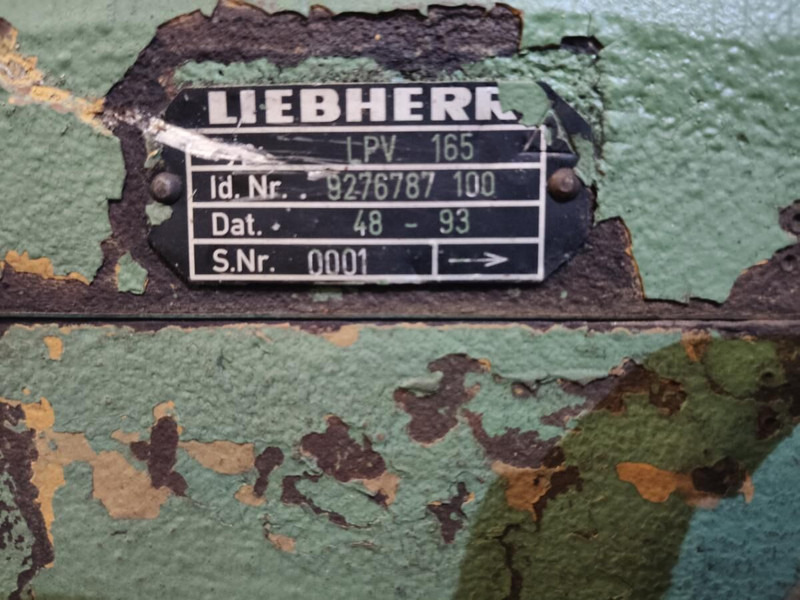 LIEBHERR
LPV 165
Id. Nr. . 9276787 100
Dat. . 48 - 93
S.Nr. 0001 →